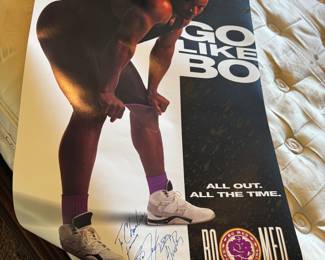 GO
LIKE
BO
ALL OUT.
ALL THE TIME.
BO MED